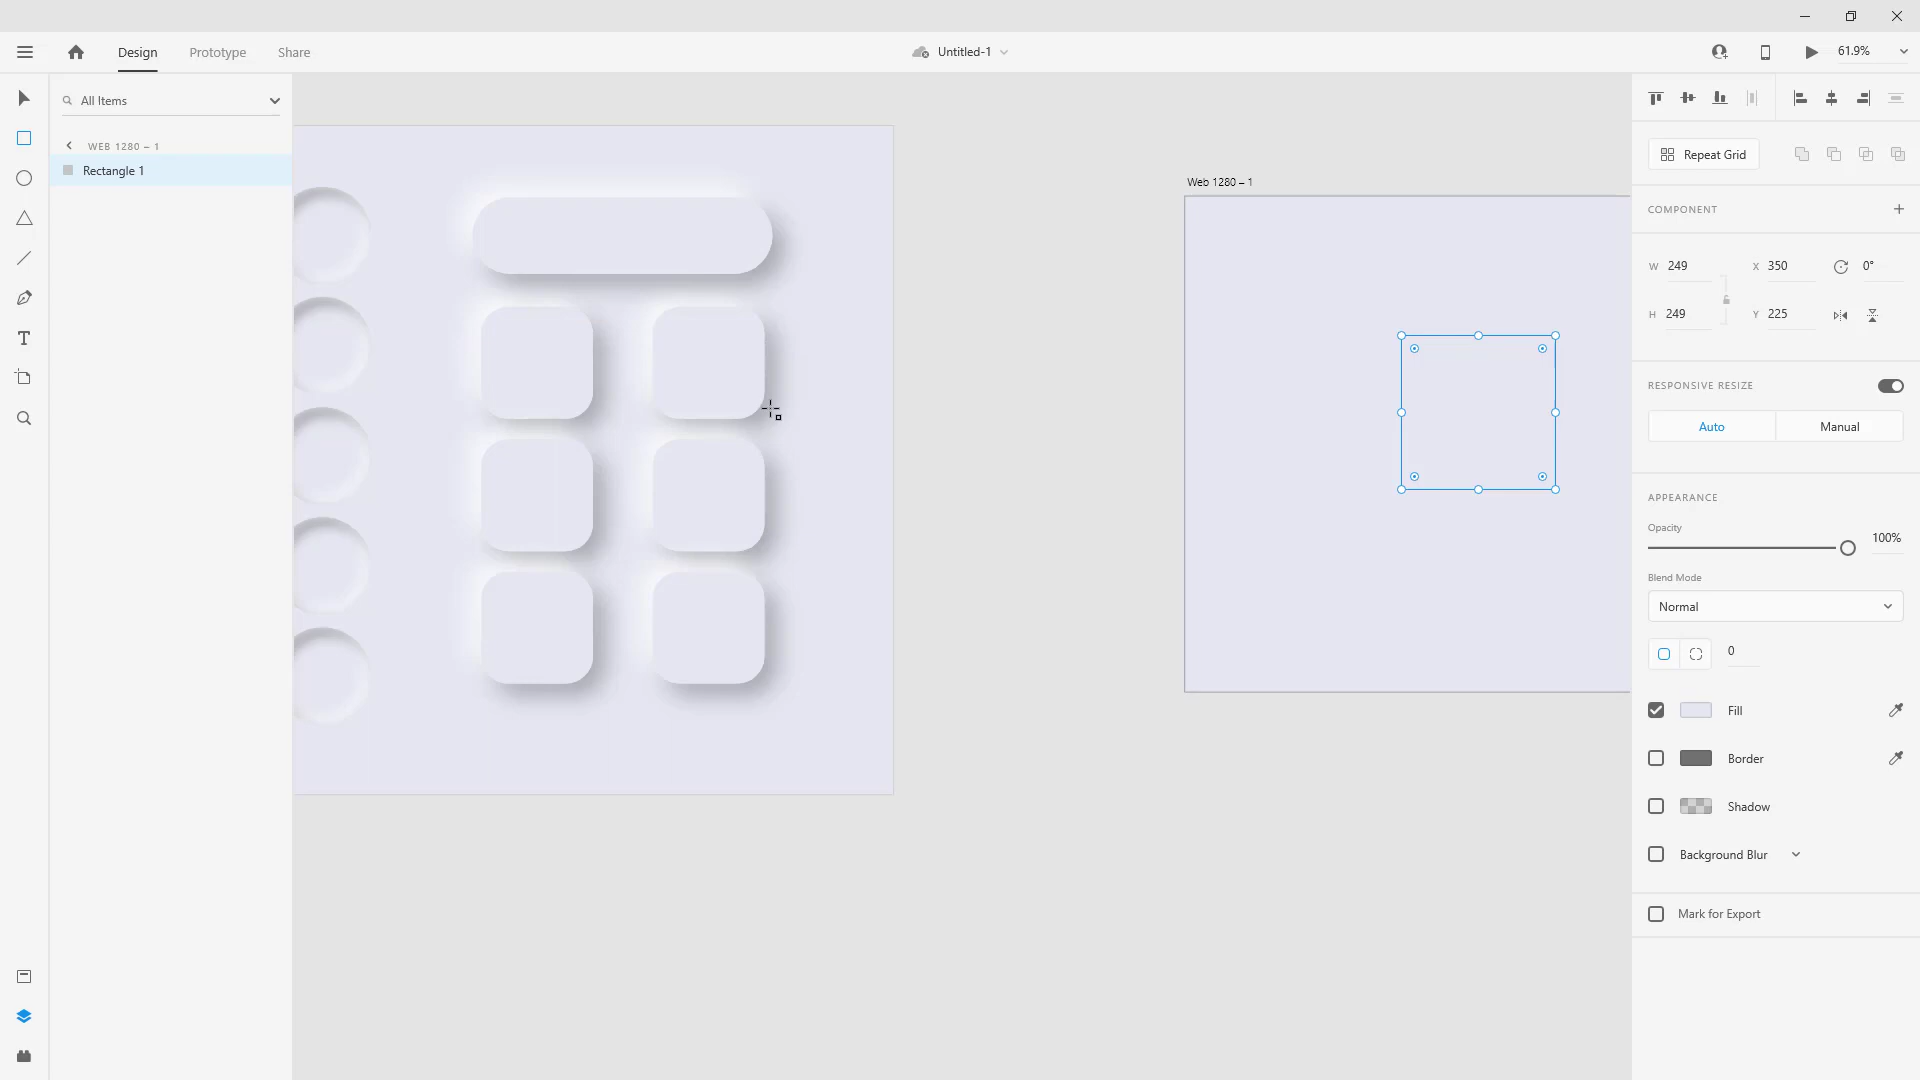 Design
Prototype
Share
Untitled-1
61.9%
All Items
WEB 1280 – 1
Rectangle 1
Web 1280 – 1
Repeat Grid
COMPONENT
W 249
X 350
0°
H 249
Y 225
RESPONSIVE RESIZE
Auto
Manual
APPEARANCE
Opacity
100%
Blend Mode
Normal
0
Fill
Border
Shadow
Background Blur
Mark for Export